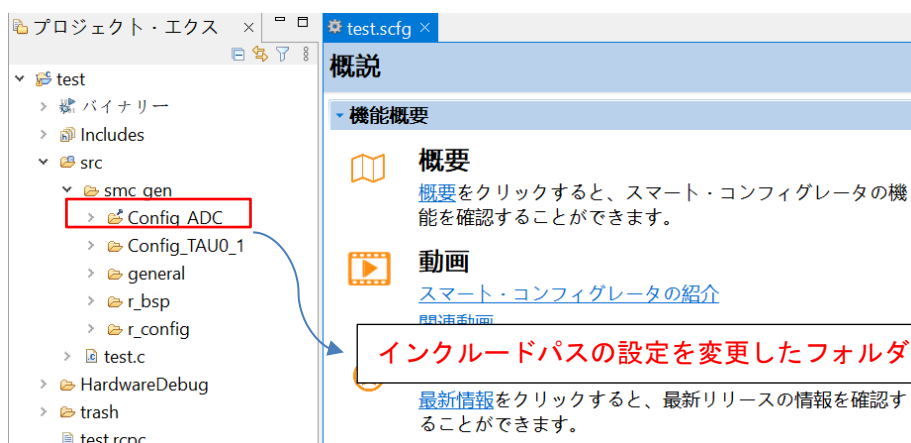 プロジェクト・エクス
test
バイナリー
Includes
src
smc_gen
Config_ADC
Config_TAU0_1
general
r_bsp
r_config
test.c
HardwareDebug
trash
test.rcpc
test.scfg
概説
機能概要
概要
概要をクリックすると、スマート・コンフィグレータの機
能を確認することができます。
動画
スマート・コンフィグレータの紹介
関連動画
インクルードパスの設定を変更したフォルダ
最新情報をクリックすると、最新リリースの情報を確認す
ることができます。